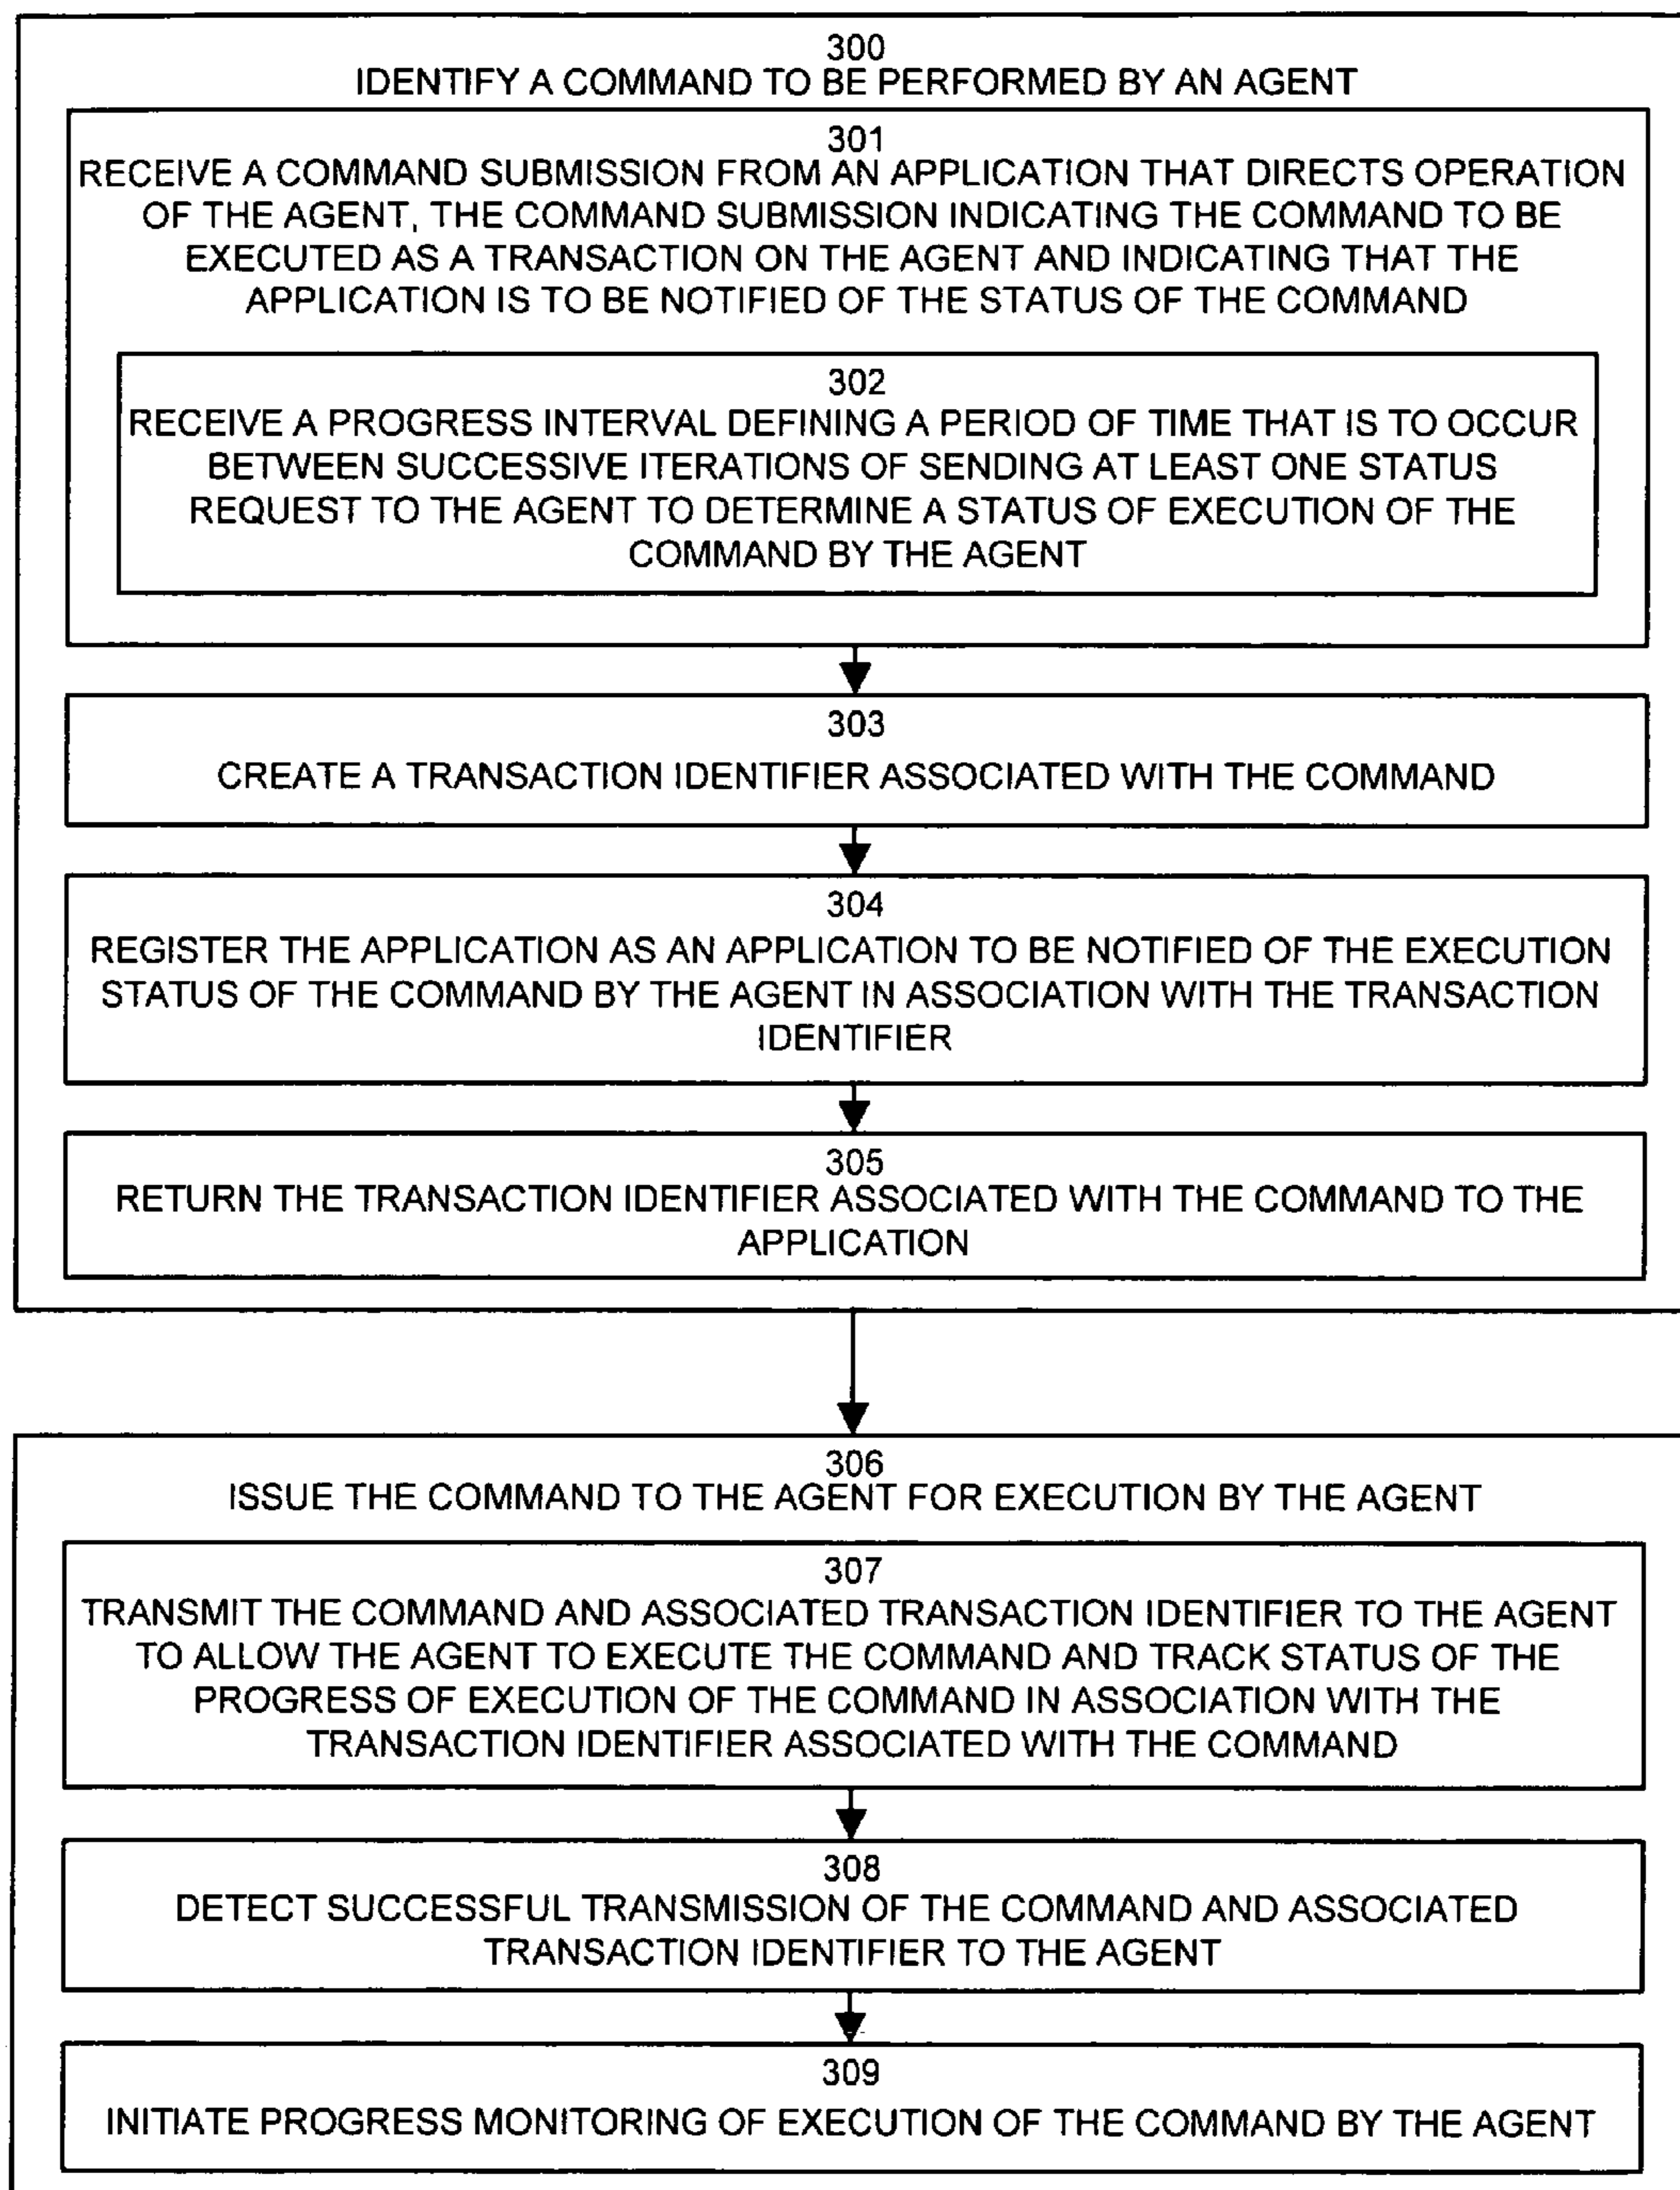 300
IDENTIFY A COMMAND TO BE PERFORMED BY AN AGENT
301
RECEIVE A COMMAND SUBMISSION FROM AN APPLICATION THAT DIRECTS OPERATION
OF THE AGENT, THE COMMAND SUBMISSION INDICATING THE COMMAND TO BE
EXECUTED AS A TRANSACTION ON THE AGENT AND INDICATING THAT THE
APPLICATION IS TO BE NOTIFIED OF THE STATUS OF THE COMMAND
302
RECEIVE A PROGRESS INTERVAL DEFINING A PERIOD OF TIME THAT IS TO OCCUR
BETWEEN SUCCESSIVE ITERATIONS OF SENDING AT LEAST ONE STATUS
REQUEST TO THE AGENT TO DETERMINE A STATUS OF EXECUTION OF THE
COMMAND BY THE AGENT
303
CREATE A TRANSACTION IDENTIFIER ASSOCIATED WITH THE COMMAND
304
REGISTER THE APPLICATION AS AN APPLICATION TO BE NOTIFIED OF THE EXECUTION
STATUS OF THE COMMAND BY THE AGENT IN ASSOCIATION WITH THE TRANSACTION
IDENTIFIER
305
RETURN THE TRANSACTION IDENTIFIER ASSOCIATED WITH THE COMMAND TO THE
APPLICATION
306
ISSUE THE COMMAND TO THE AGENT FOR EXECUTION BY THE AGENT
307
TRANSMIT THE COMMAND AND ASSOCIATED TRANSACTION IDENTIFIER TO THE AGENT
TO ALLOW THE AGENT TO EXECUTE THE COMMAND AND TRACK STATUS OF THE
PROGRESS OF EXECUTION OF THE COMMAND IN ASSOCIATION WITH THE
TRANSACTION IDENTIFIER ASSOCIATED WITH THE COMMAND
308
DETECT SUCCESSFUL TRANSMISSION OF THE COMMAND AND ASSOCIATED
TRANSACTION IDENTIFIER TO THE AGENT
309
INITIATE PROGRESS MONITORING OF EXECUTION OF THE COMMAND BY THE AGENT